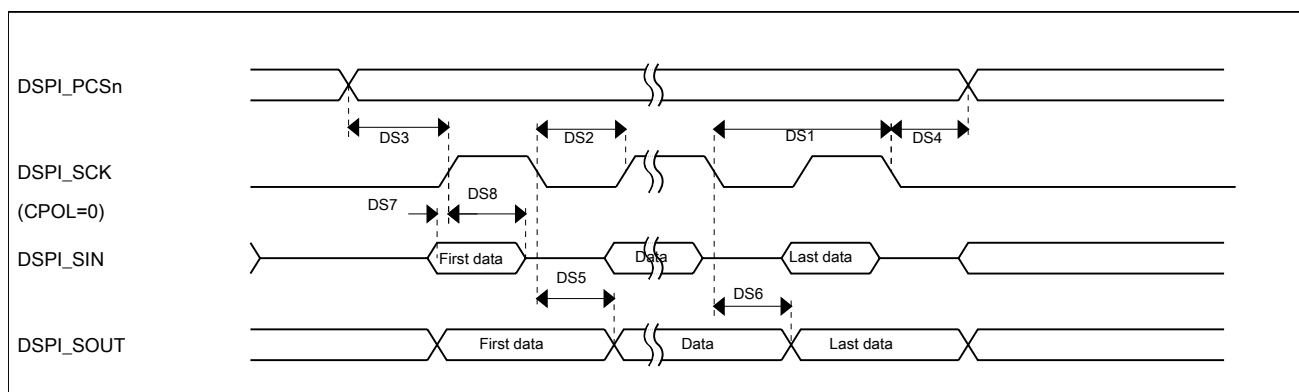 DSPI_PCSn
DS3
DS2
DS1
DS4
DSPI_SCK
(CPOL=0)
DS7
DS8
DSPI_SIN
First data
Data
Last data
DS5
DS6
DSPI_SOUT
First data
Data
Last data